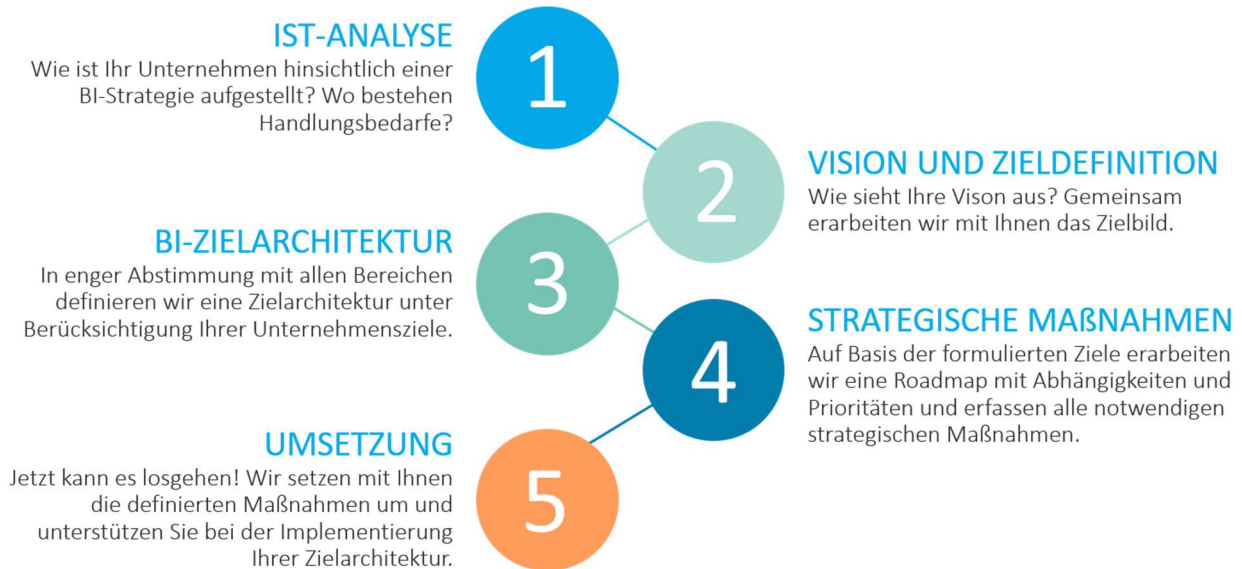 IST-ANALYSE
Wie ist Ihr Unternehmen hinsichtlich einer
BI-Strategie aufgestellt? Wo bestehen
Handlungsbedarfe?
1
2
VISION UND ZIELDEFINITION
Wie sieht Ihre Vison aus? Gemeinsam
erarbeiten wir mit Ihnen das Zielbild.
BI-ZIELARCHITEKTUR
In enger Abstimmung mit allen Bereichen
definieren wir eine Zielarchitektur unter
Berücksichtigung Ihrer Unternehmensziele.
3
4
STRATEGISCHE MAßNAHMEN
Auf Basis der formulierten Ziele erarbeiten
wir eine Roadmap mit Abhängigkeiten und
Prioritäten und erfassen alle notwendigen
strategischen Maßnahmen.
UMSETZUNG
Jetzt kann es losgehen! Wir setzen mit Ihnen
die definierten Maßnahmen um und
unterstützen Sie bei der Implementierung
Ihrer Zielarchitektur.
5